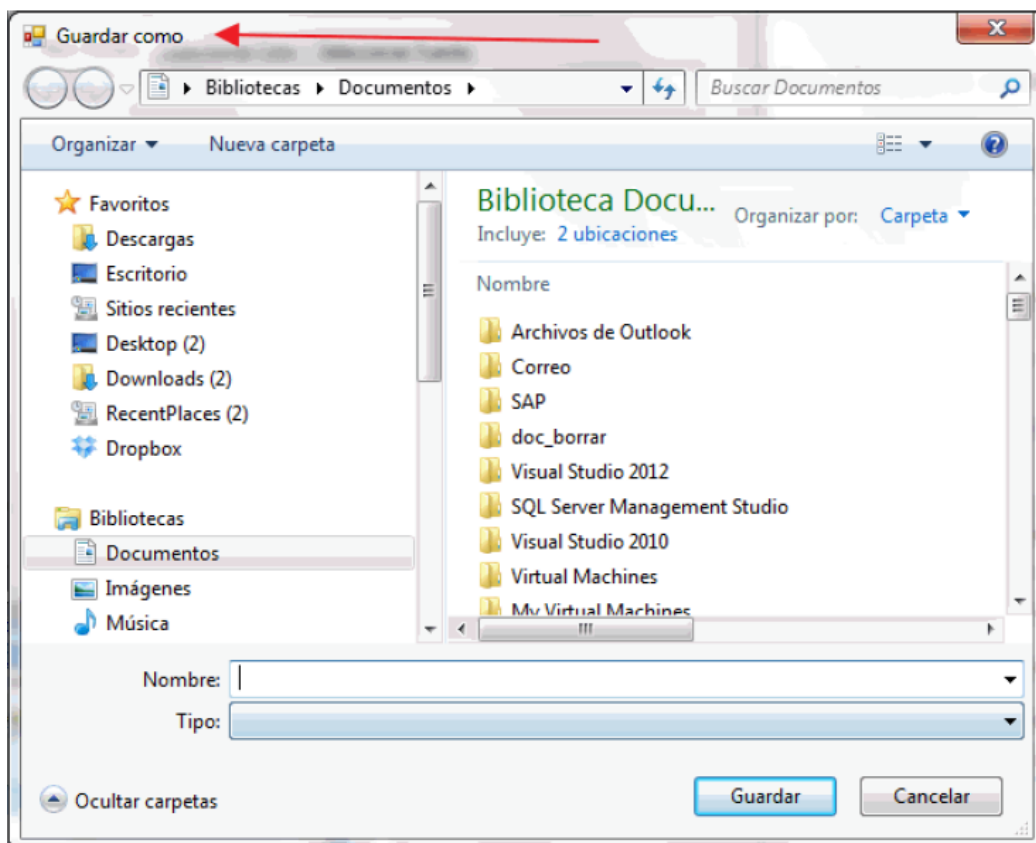 Guardar como
Bibliotecas Documentos
Buscar Documentos
Organizar Nueva carpeta
Favoritos
Descargas
Escritorio
Sitios recientes
Desktop (2)
Downloads (2)
RecentPlaces (2)
Dropbox
Bibliotecas
Documentos
Imágenes
Música
Biblioteca Docu...
Incluye: 2 ubicaciones
Organizar por: Carpeta
Nombre
Archivos de Outlook
Correo
SAP
doc_borrar
Visual Studio 2012
SQL Server Management Studio
Visual Studio 2010
Virtual Machines
My Virtual Machines
Nombre:
Tipo:
Ocultar carpetas
Guardar
Cancelar